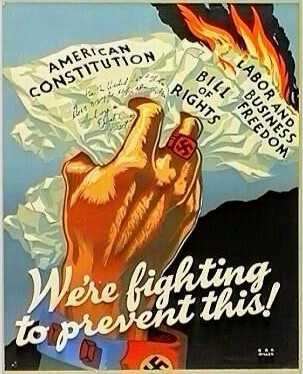 AMERICAN
CONSTITUTION
BILL
OF
RIGHTS
LABOR AND
BUSINESS
FREEDOM
We're fighting
to prevent this!